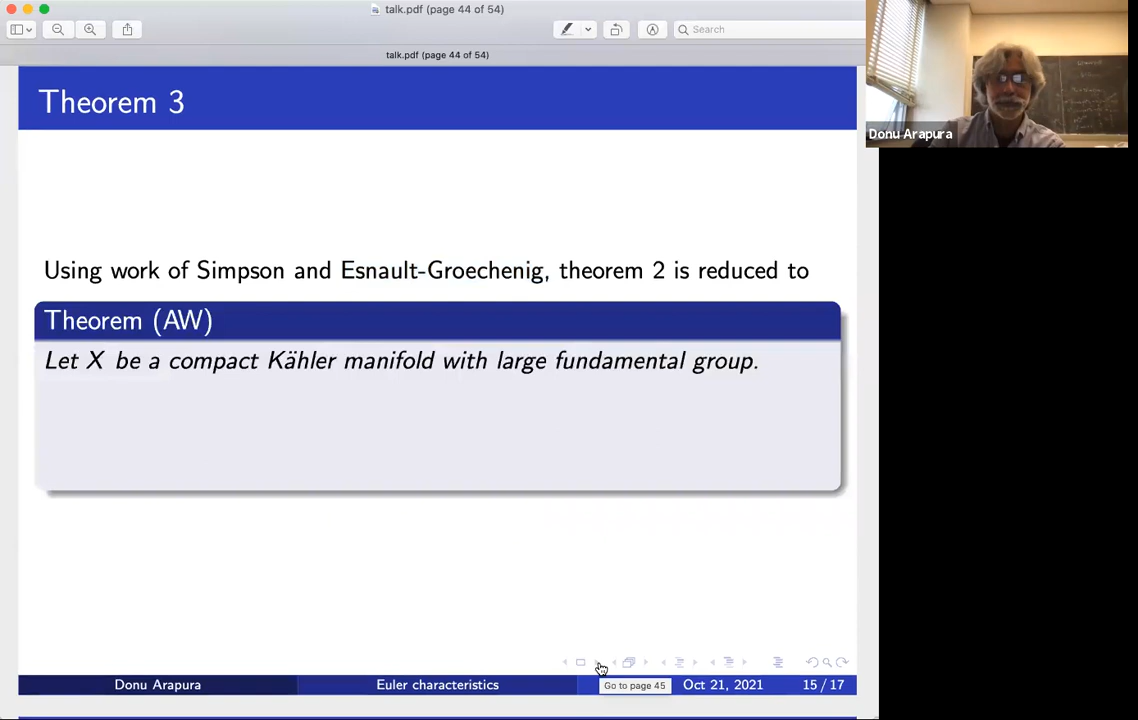 talk.pdf (page 44 of 54)
Search
talk.pdf (page 44 of 54)
Theorem 3
Donu Arapura
Using work of Simpson and Esnault-Groechenig, theorem 2 is reduced to
Theorem (AW)
Let X be a compact Kähler manifold with large fundamental group.
Donu Arapura
Euler characteristics
Go to page 45
Oct 21, 2021
15 / 17